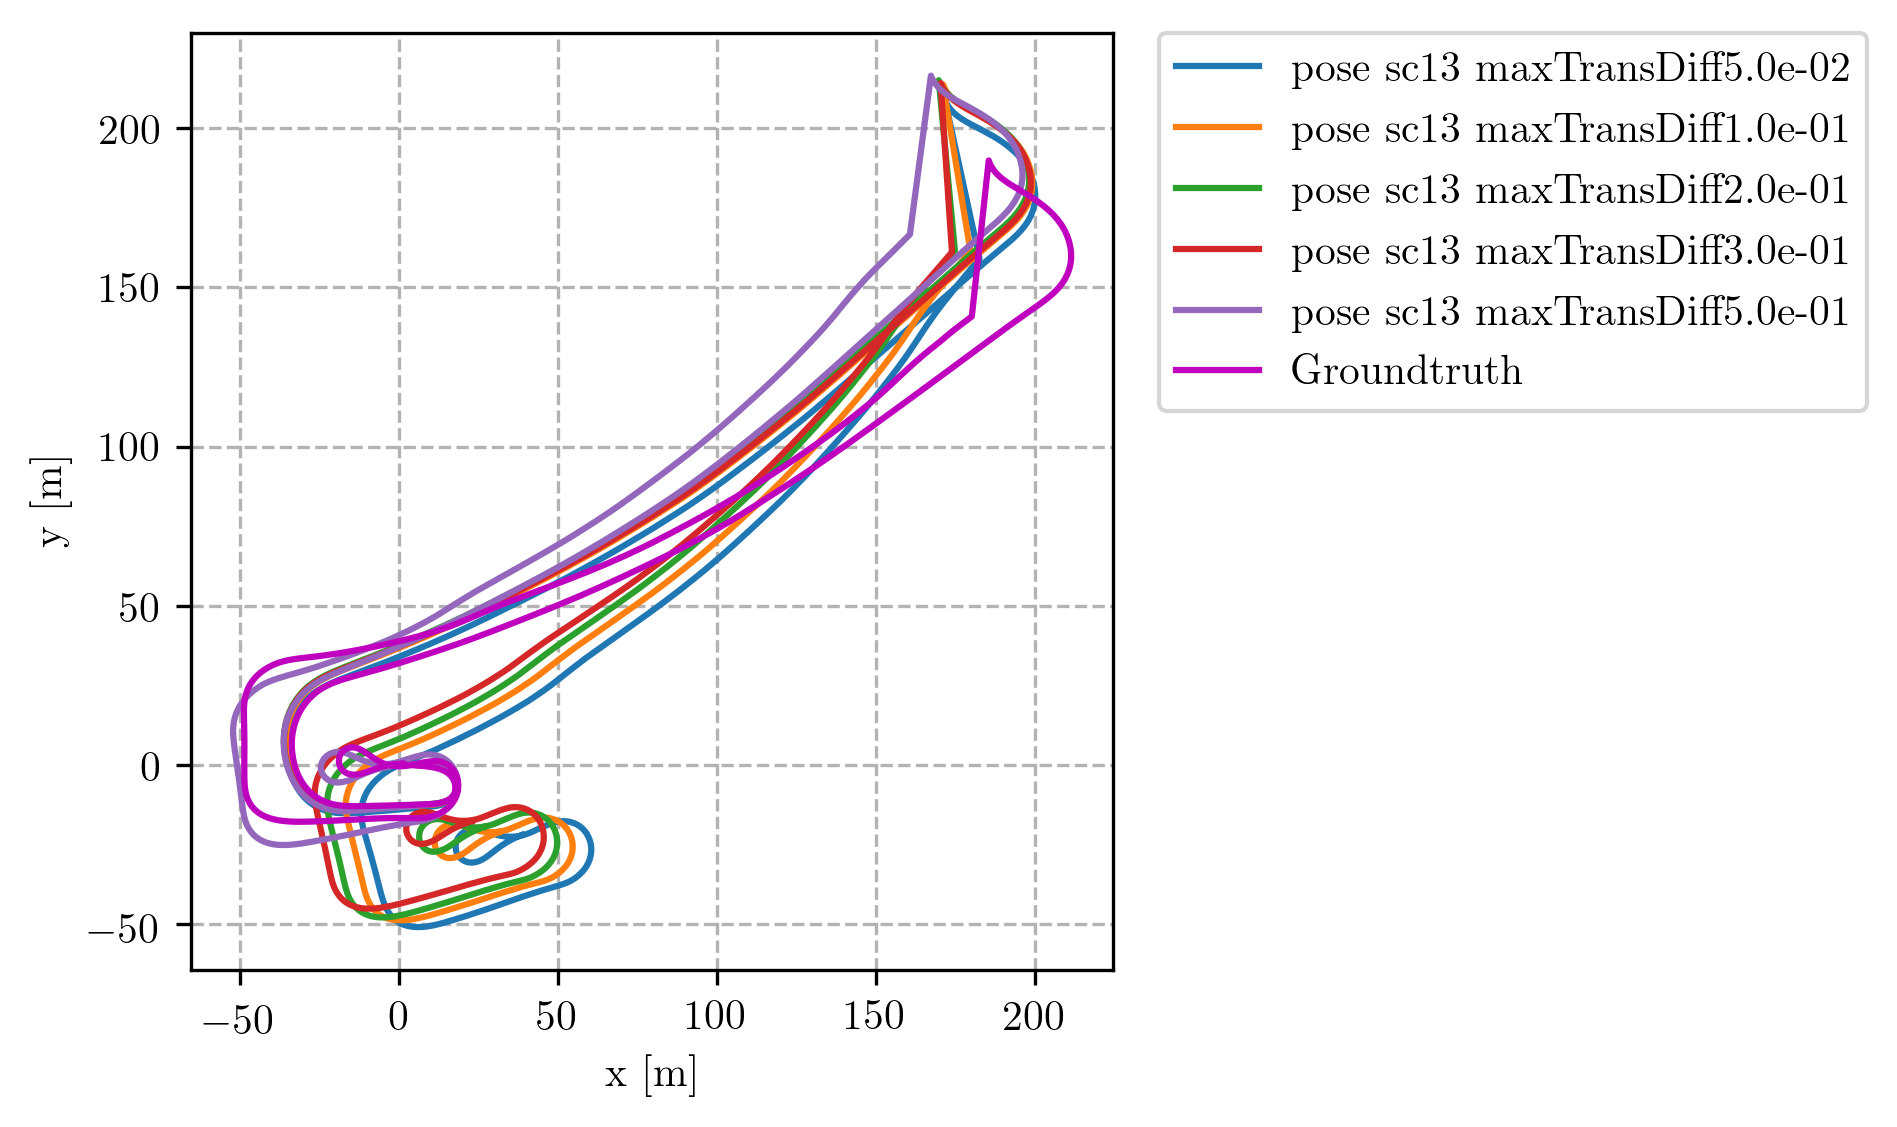 pose sc13 maxTransDiff5.0e-02
pose sc13 maxTransDiff1.0e-01
pose sc13 maxTransDiff2.0e-01
pose sc13 maxTransDiff3.0e-01
pose sc13 maxTransDiff5.0e-01
Groundtruth
y [m]
200
150
100
50
0
−50
−50 0 50 100 150 200
x [m]